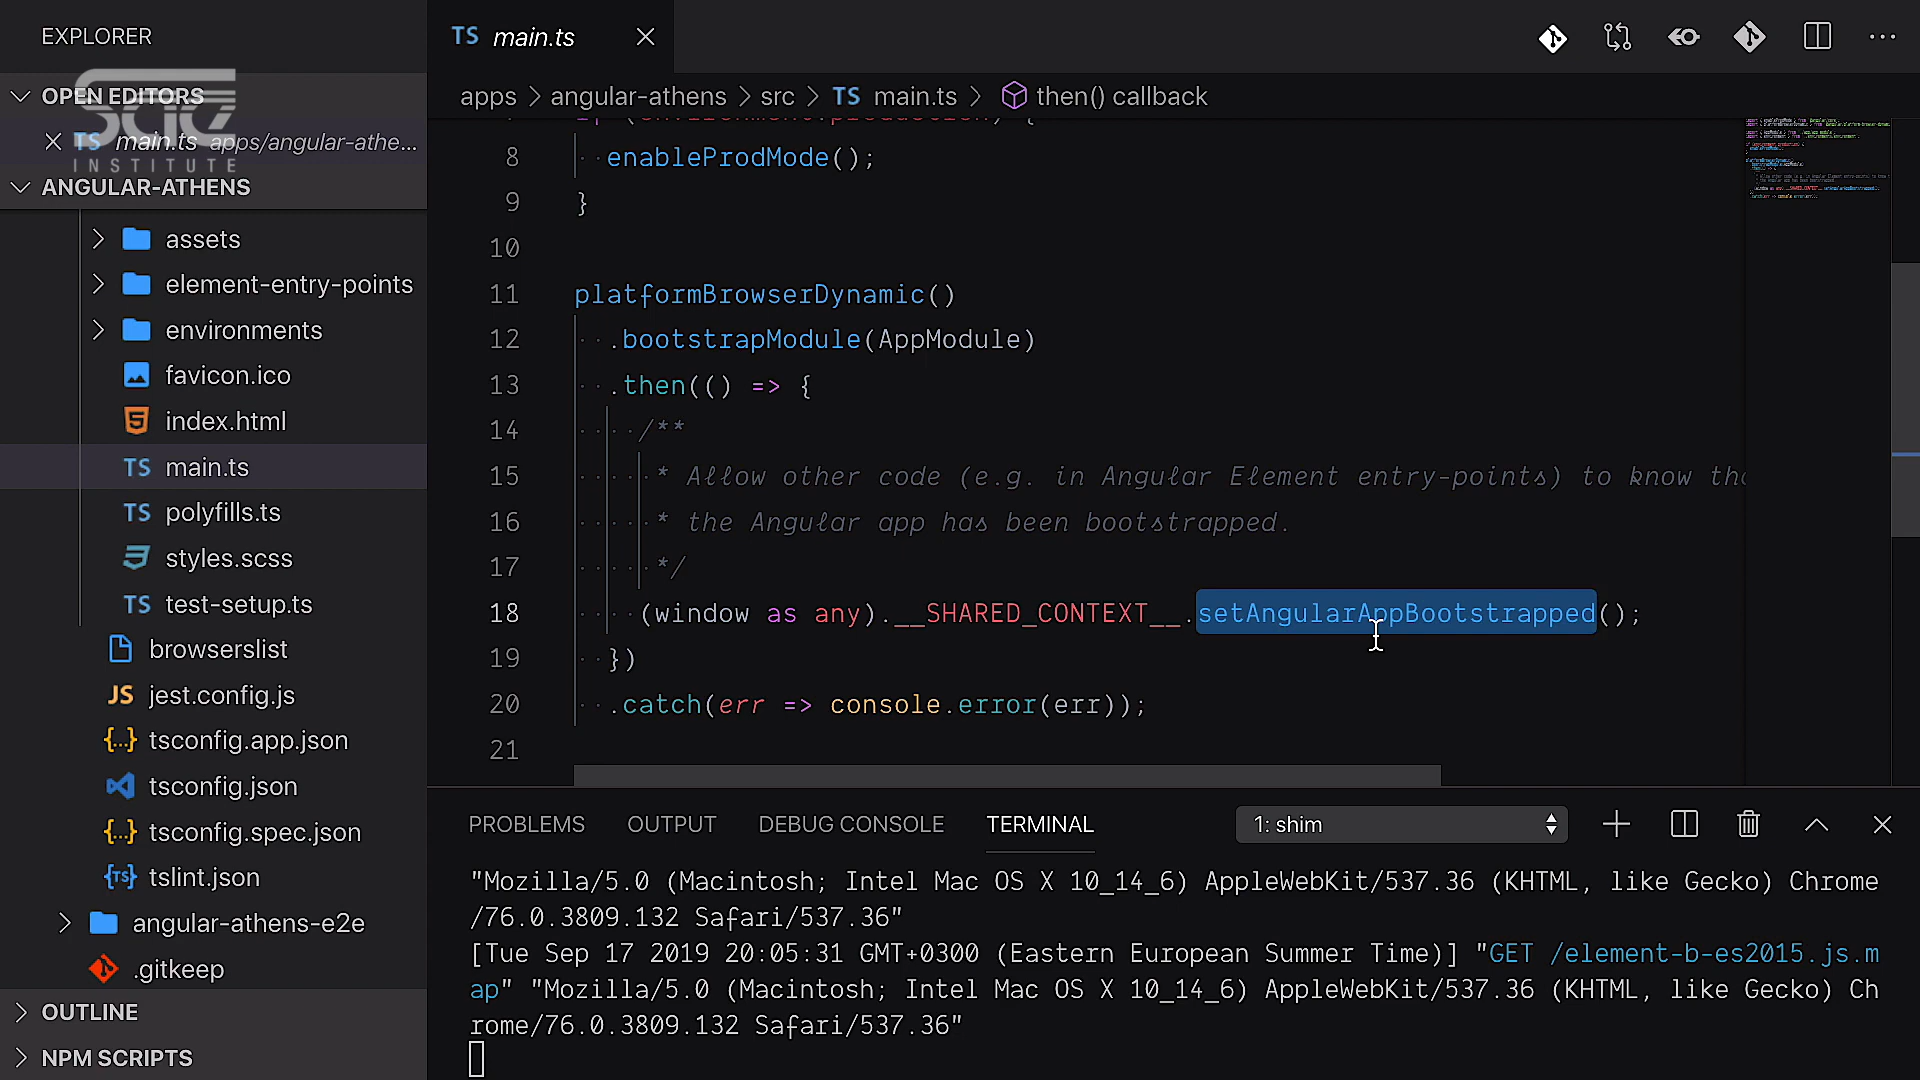 EXPLORER
OPEN EDITORS
SAE
INSTITUTE
TS main.ts apps/angular-athe...
ANGULAR-ATHENS
assets
element-entry-points
environments
favicon.ico
index.html
TS main.ts
TS polyfills.ts
styles.scss
TS test-setup.ts
browserslist
JS jest.config.js
{...} tsconfig.app.json
tsconfig.json
{...} tsconfig.spec.json
{TS} tslint.json
angular-athens-e2e
.gitkeep
OUTLINE
NPM SCRIPTS
TS main.ts
apps > angular-athens > src > TS main.ts > then() callback
8 enableProdMode();
9 }
10
11 platformBrowserDynamic()
12 .bootstrapModule(AppModule)
13 .then(() => {
14 /**
15 * Allow other code (e.g. in Angular Element entry-points) to know
16 * the Angular app has been bootstrapped.
17 */
18 (window as any).__SHARED_CONTEXT__.setAngularAppBootstrapped();
19 })
20 .catch(err => console.error(err));
21
PROBLEMS OUTPUT DEBUG CONSOLE TERMINAL 1: shim
"Mozilla/5.0 (Macintosh; Intel Mac OS X 10_14_6) AppleWebKit/537.36 (KHTML, like Gecko) Chrome
/76.0.3809.132 Safari/537.36"
[Tue Sep 17 2019 20:05:31 GMT+0300 (Eastern European Summer Time)] "GET /element-b-es2015.js.m
ap" "Mozilla/5.0 (Macintosh; Intel Mac OS X 10_14_6) AppleWebKit/537.36 (KHTML, like Gecko) Ch
rome/76.0.3809.132 Safari/537.36"